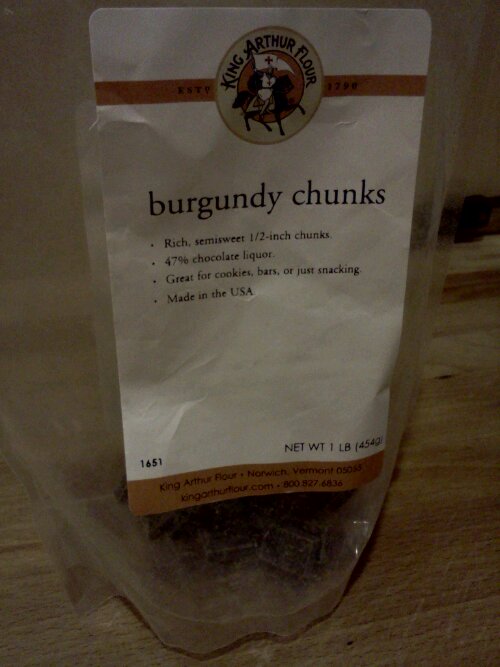 KING ARTHUR FLOUR
ESTD 1790
burgundy chunks
· Rich, semisweet 1/2-inch chunks.
· 47% chocolate liquor.
· Great for cookies, bars, or just snacking.
· Made in the USA
1651
NET WT 1 LB (454g)
King Arthur Flour • Norwich, Vermont 05055
kingarthurflour.com • 800.827.6836